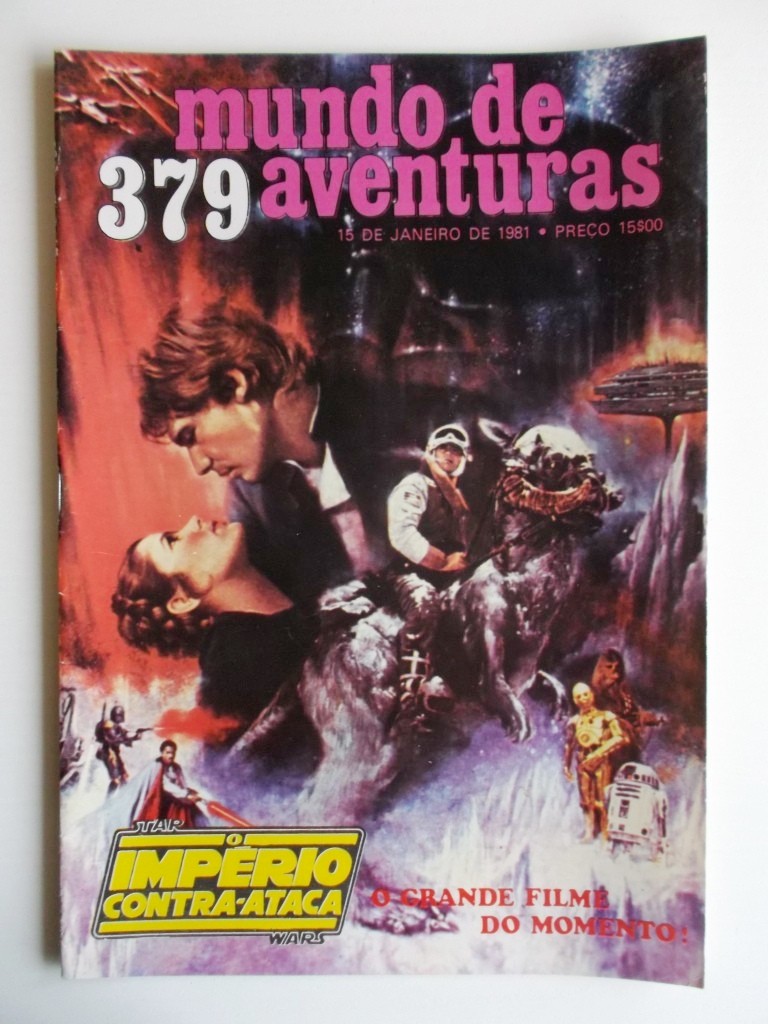 mundo de
379 aventuras
15 DE JANEIRO DE 1981 • PREÇO 15$00
STAR
O
IMPÉRIO
CONTRA-ATACA
WARS
O GRANDE FILME
DO MOMENTO!